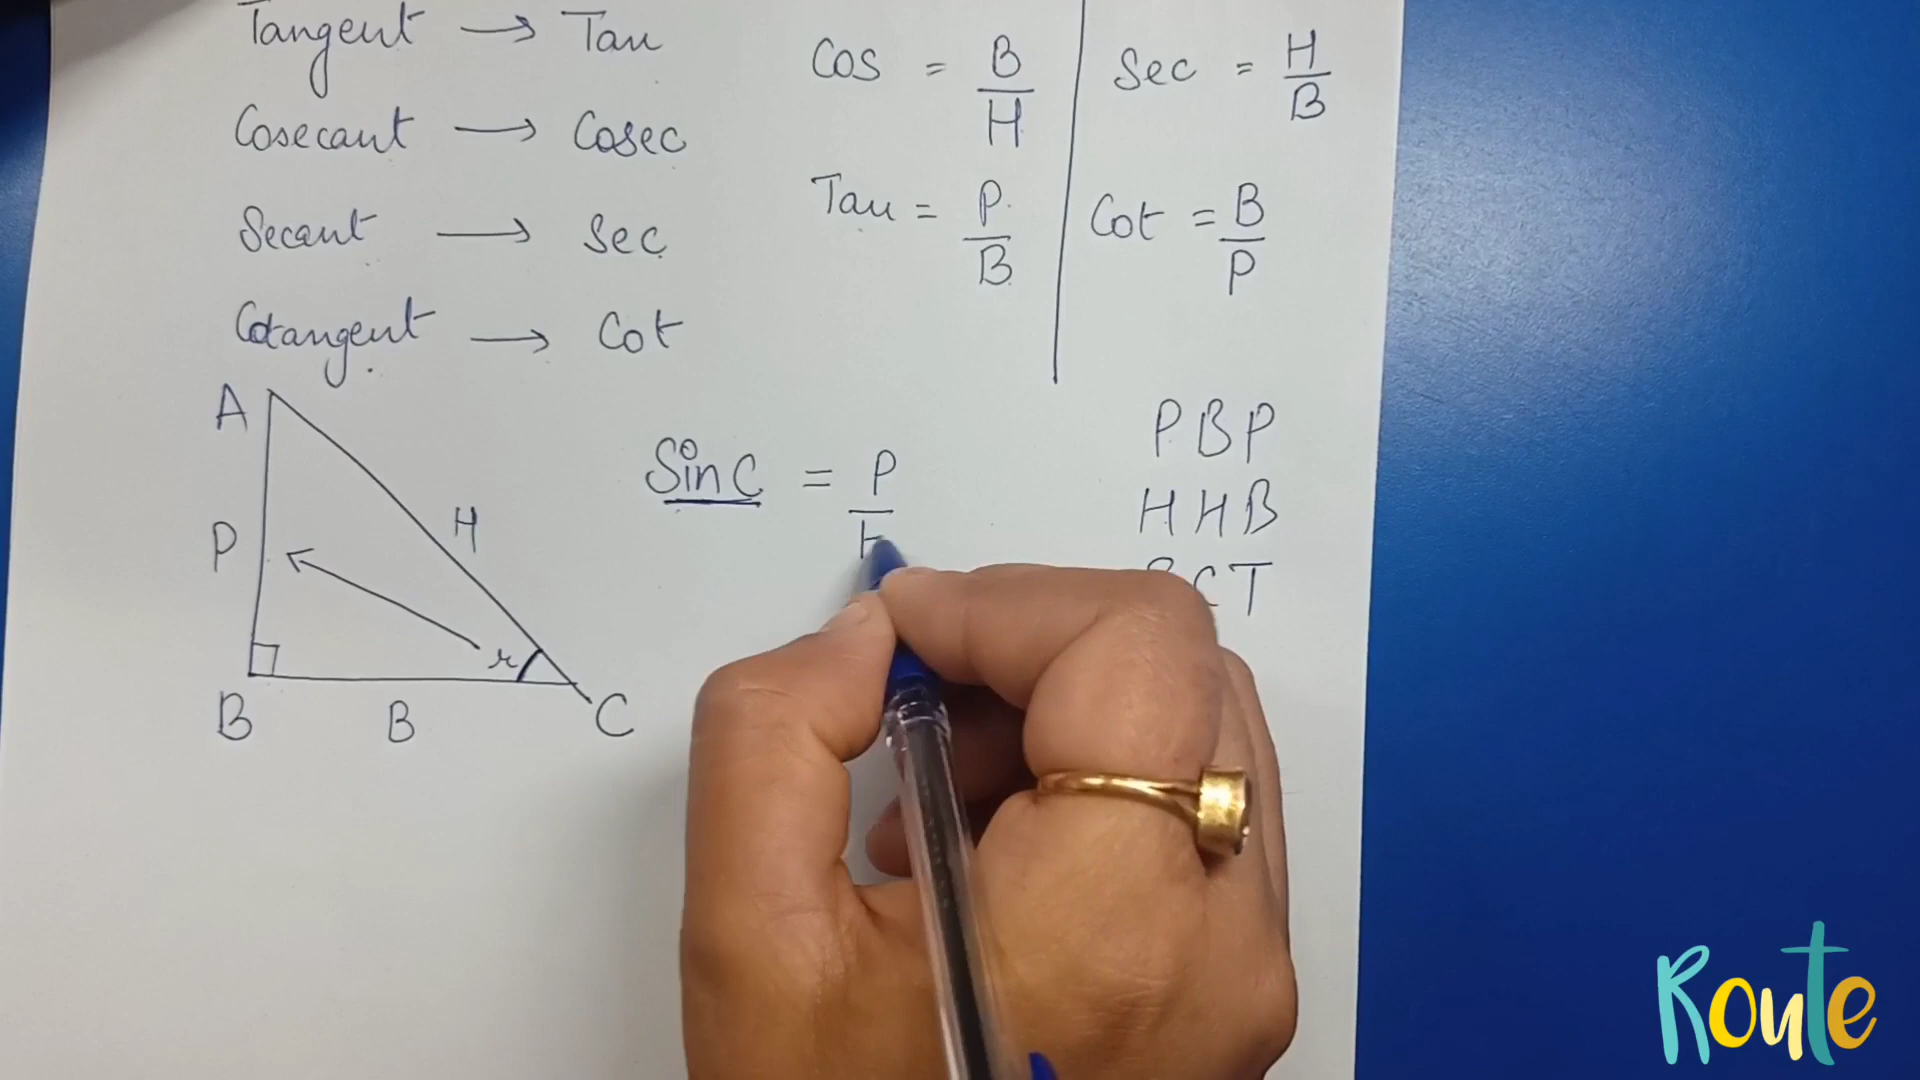 Tangent → Tan
Cosecant → Cosec
Secant → Sec
Cotangent → Cot
Cos = B/H
Sec = H/B
Tan = P/B
Cot = B/P
A
P
H
x
B
B
C
Sin C = P
P B P
H H B
C T
Route